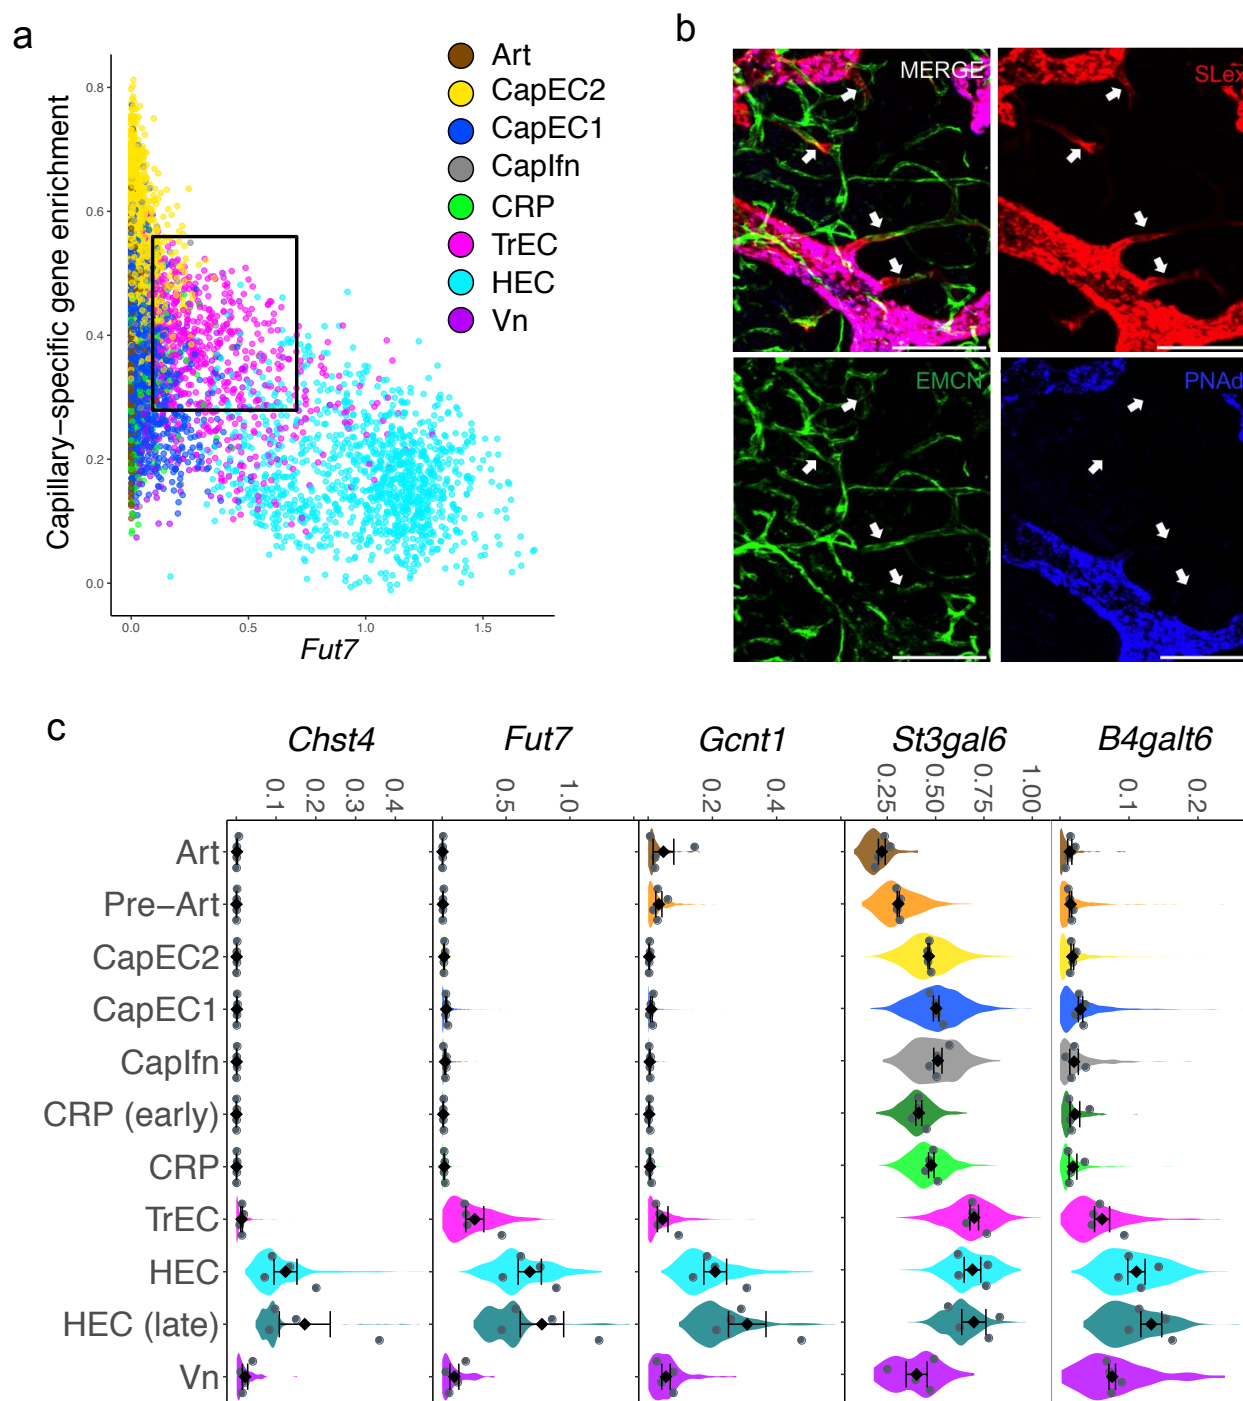 a
Capillary-specific gene enrichment
0.8
0.6
0.4
0.2
0.0
0.0 0.5 1.0 1.5
Fut7
Art
CapEC2
CapEC1
CapIfn
CRP
TrEC
HEC
Vn
b
MERGE
SLex
EMCN
PNAd
c
Chst4 Fut7 Gcnt1 St3gal6 B4galt6
0.1 0.2 0.3 0.4 0.5 1.0 0.2 0.4 0.25 0.50 0.75 1.00 0.1 0.2
Art
Pre-Art
CapEC2
CapEC1
CapIfn
CRP (early)
CRP
TrEC
HEC
HEC (late)
Vn